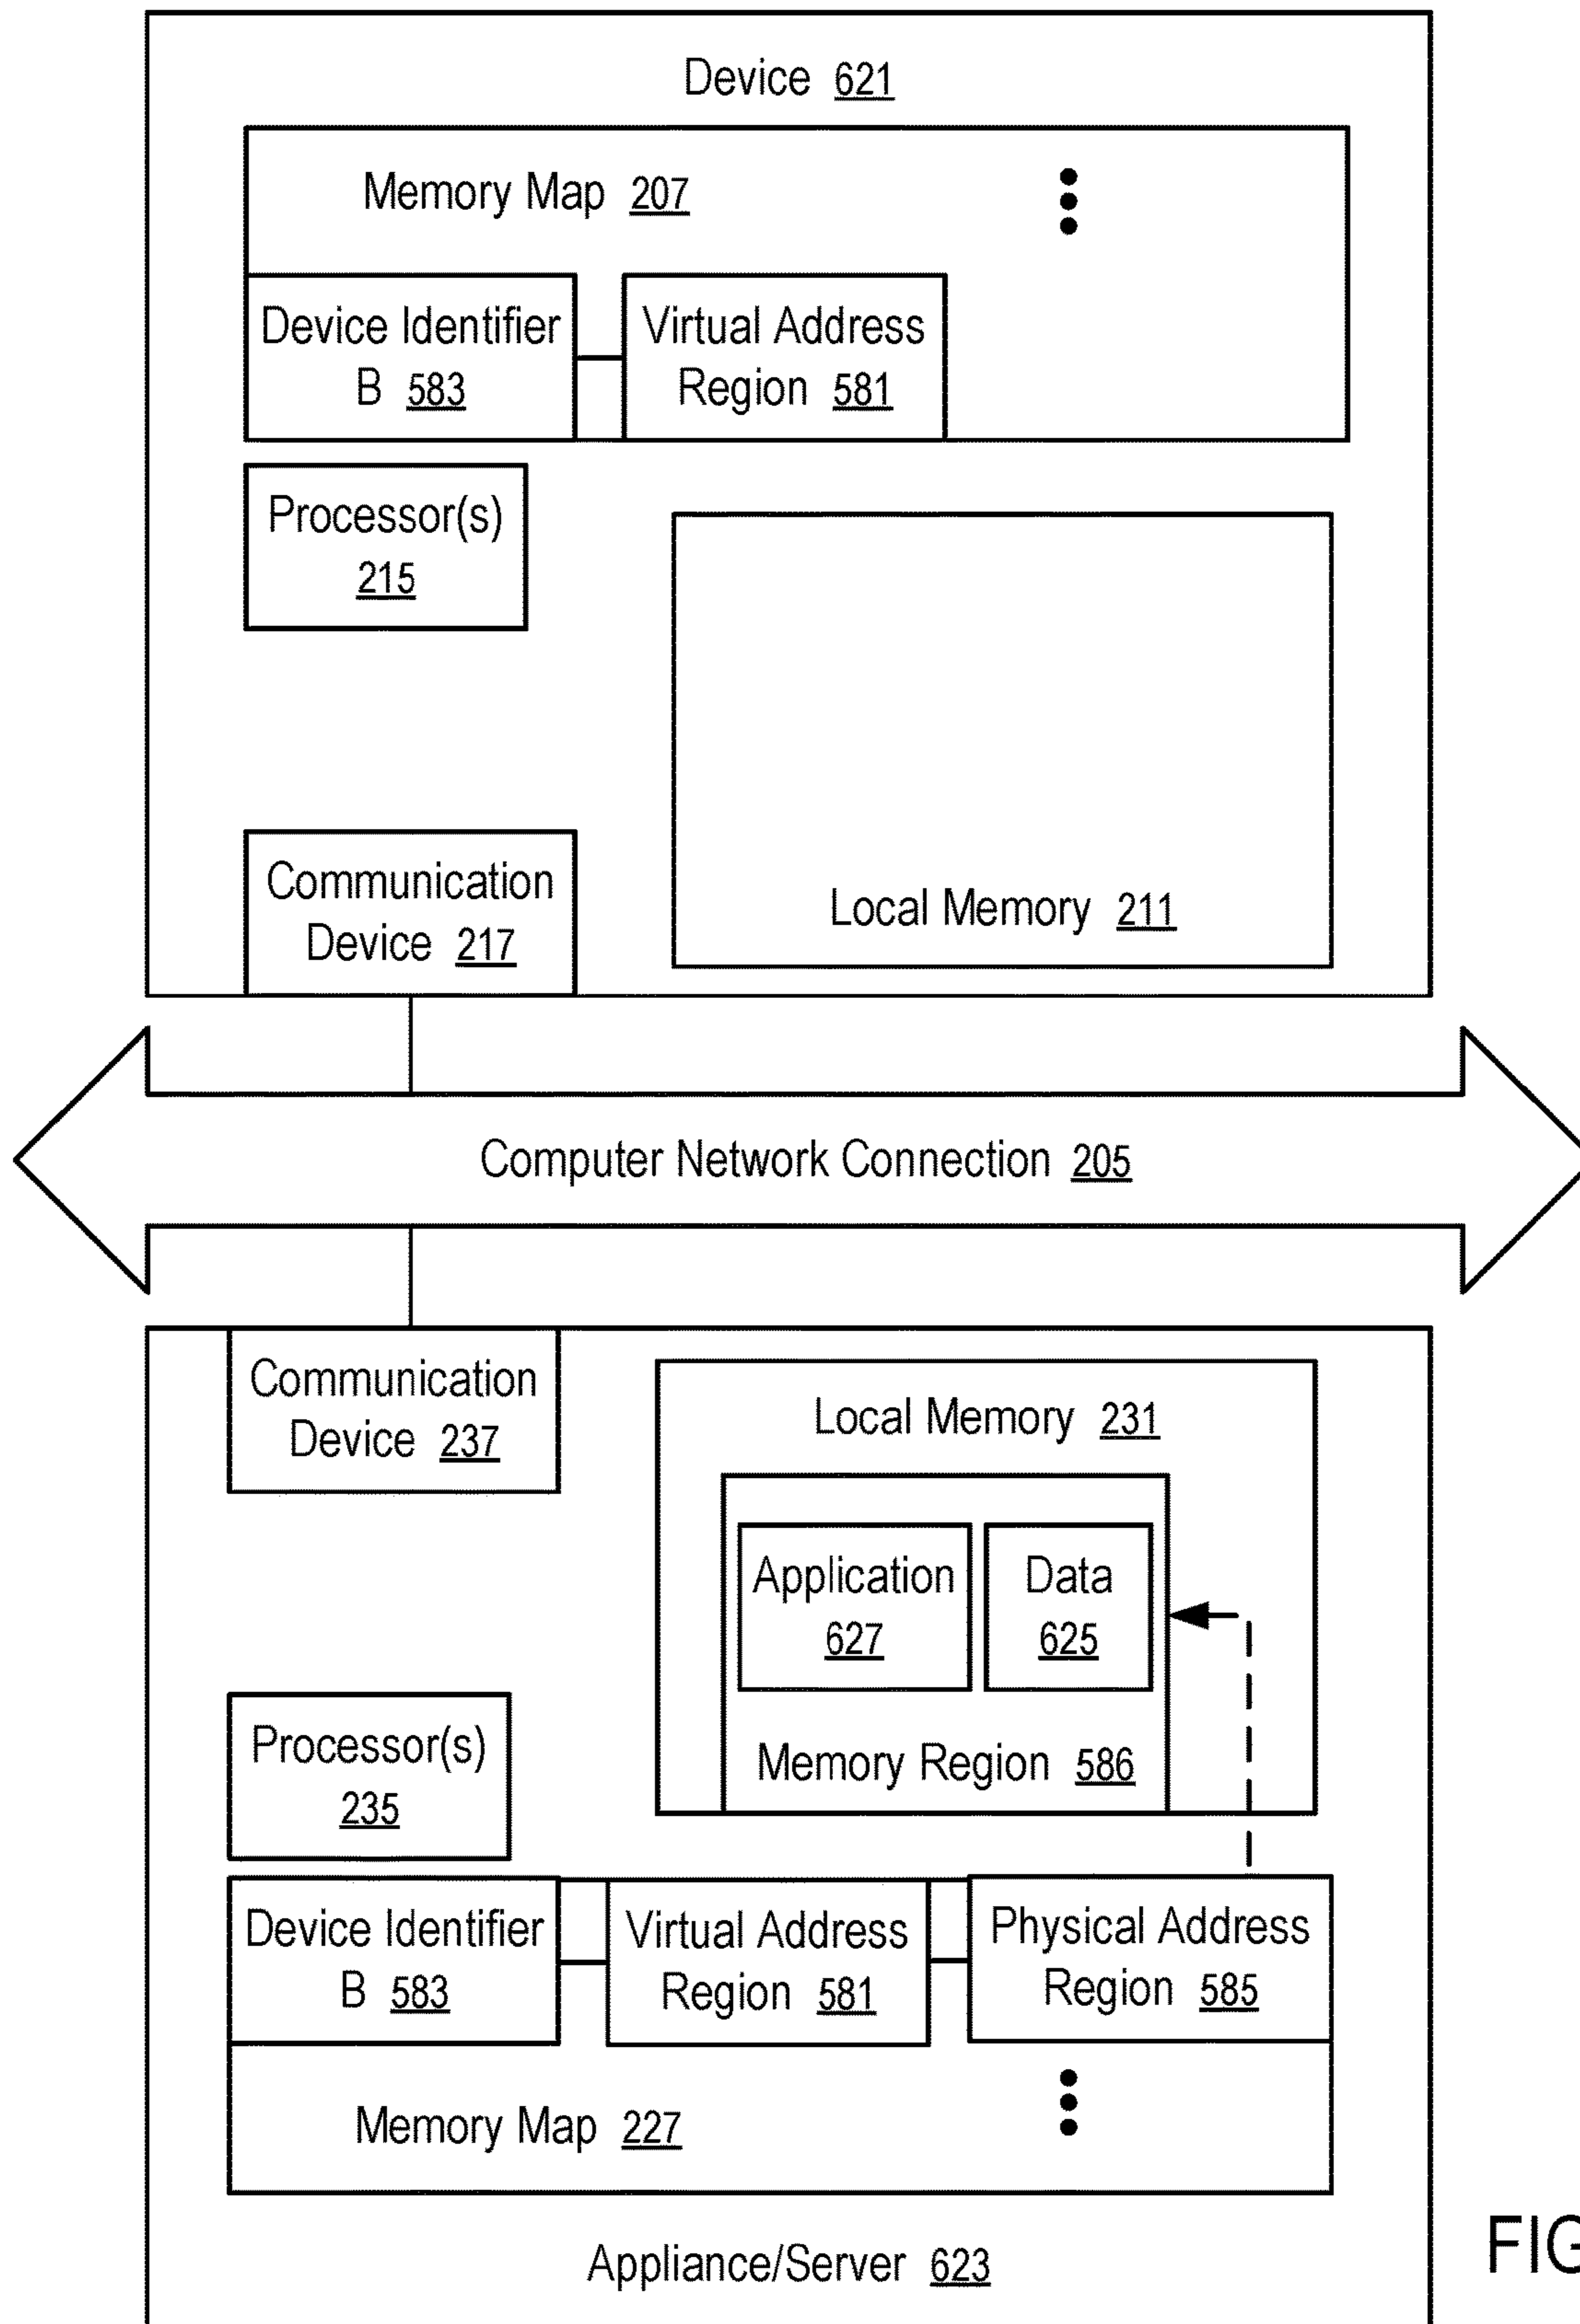 Device 621
Memory Map 207
Device Identifier
B 583
Virtual Address
Region 581
Processor(s)
215
Communication
Device 217
Local Memory 211
Computer Network Connection 205
Communication
Device 237
Local Memory 231
Application
627
Data
625
Memory Region 586
Processor(s)
235
Device Identifier
B 583
Virtual Address
Region 581
Physical Address
Region 585
Memory Map 227
Appliance/Server 623